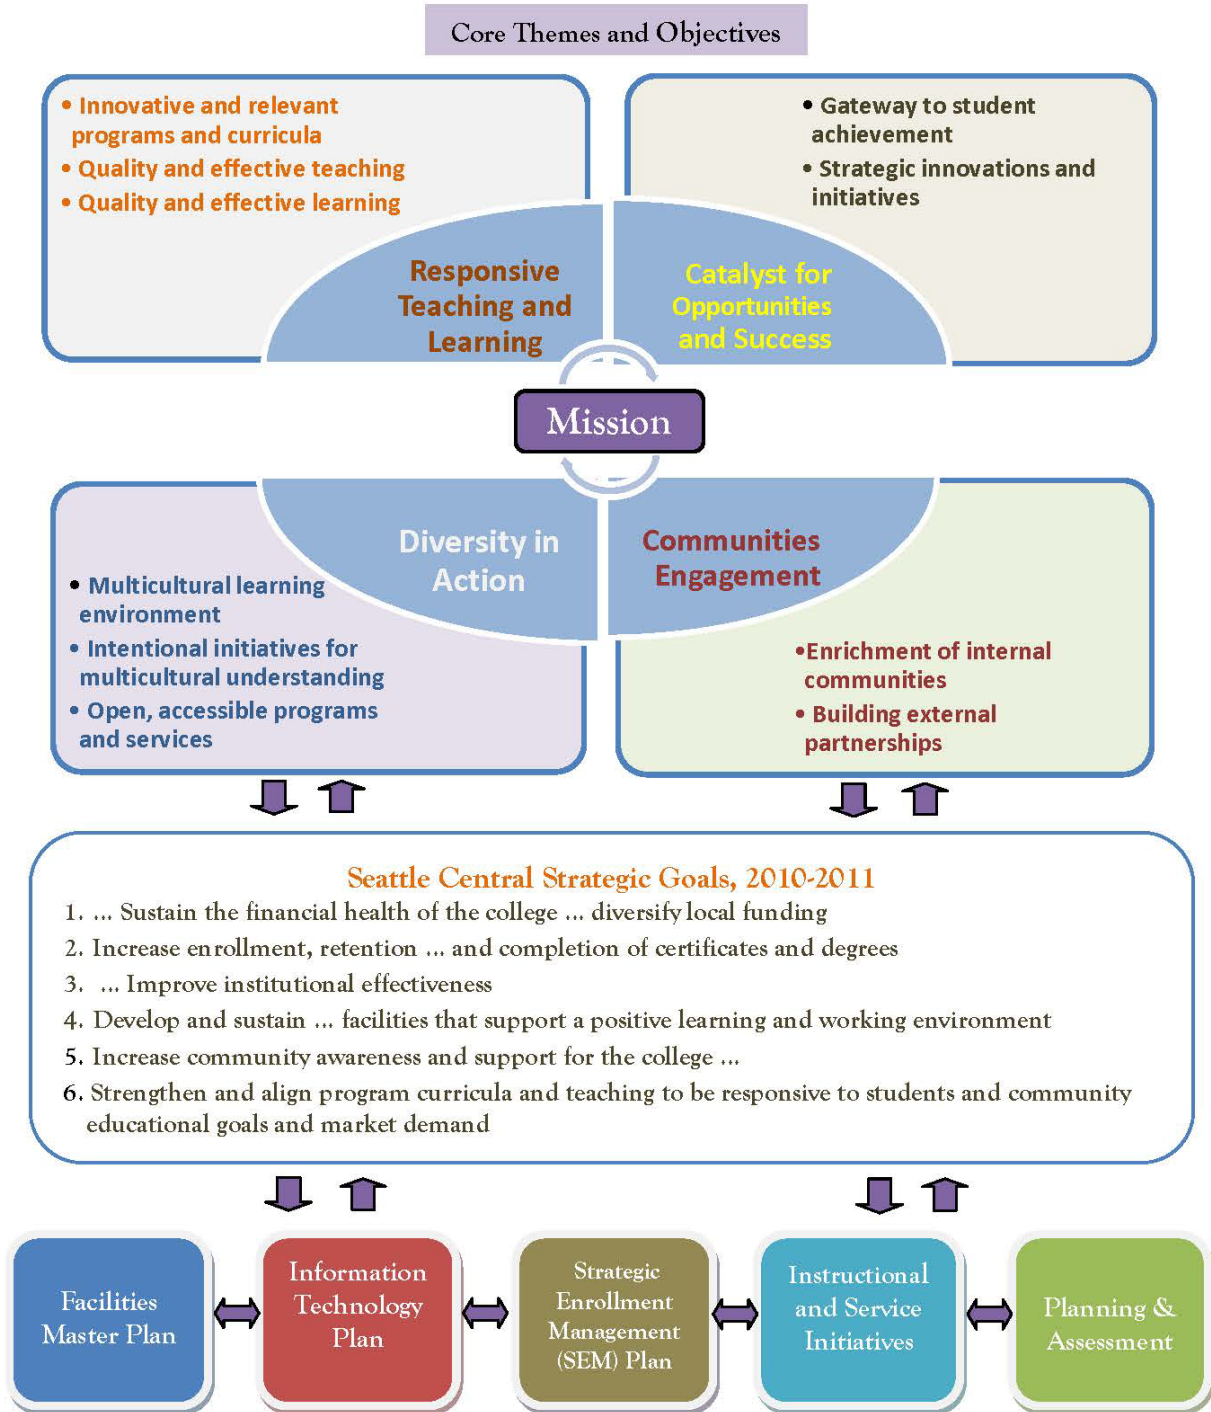 Core Themes and Objectives
• Innovative and relevant
programs and curricula
• Quality and effective teaching
• Quality and effective learning
• Gateway to student
achievement
• Strategic innovations and
initiatives
Responsive
Teaching and
Learning
Catalyst for
Opportunities
and Success
Mission
Diversity in
Action
Communities
Engagement
• Multicultural learning
environment
• Intentional initiatives for
multicultural understanding
• Open, accessible programs
and services
•Enrichment of internal
communities
• Building external
partnerships
Seattle Central Strategic Goals, 2010-2011
1. ... Sustain the financial health of the college ... diversify local funding
2. Increase enrollment, retention ... and completion of certificates and degrees
3. ... Improve institutional effectiveness
4. Develop and sustain ... facilities that support a positive learning and working environment
5. Increase community awareness and support for the college ...
6. Strengthen and align program curricula and teaching to be responsive to students and community
educational goals and market demand
Facilities
Master Plan
Information
Technology
Plan
Strategic
Enrollment
Management
(SEM) Plan
Instructional
and Service
Initiatives
Planning &
Assessment